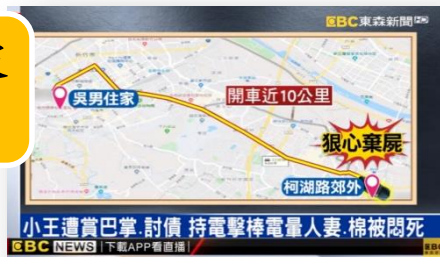 EBC東森新聞HD
吳男住家
開車近10公里
狠心棄屍
柯湖路郊外
小王遭賞巴掌.討債 持電擊棒電暈人妻.棉被悶死
EBC NEWS 下載APP看直播